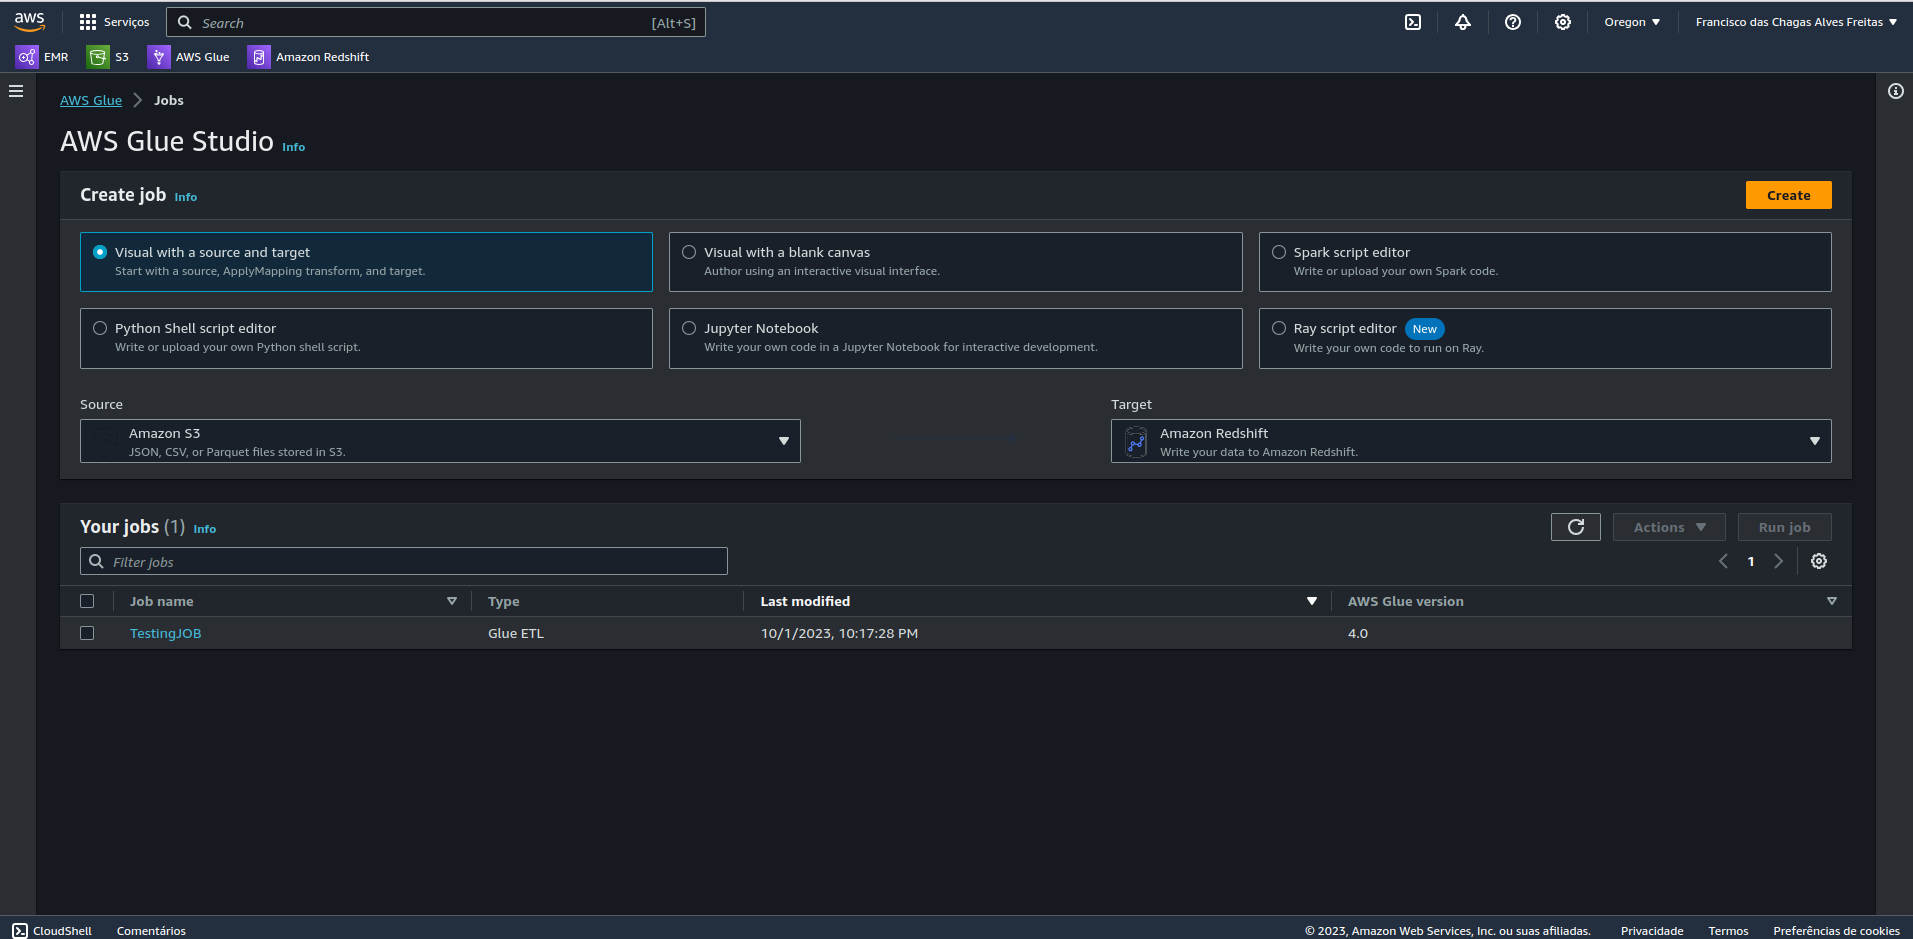 aws
Serviços
Search [Alt+S]
Oregon
Francisco das Chagas Alves Freitas
EMR
S3
AWS Glue
Amazon Redshift
AWS Glue Jobs
AWS Glue Studio Info
Create job Info
Create
Visual with a source and target
Start with a source, ApplyMapping transform, and target.
Visual with a blank canvas
Author using an interactive visual interface.
Spark script editor
Write or upload your own Spark code.
Python Shell script editor
Write or upload your own Python shell script.
Jupyter Notebook
Write your own code in a Jupyter Notebook for interactive development.
Ray script editor New
Write your own code to run on Ray.
Source
Amazon S3
JSON, CSV, or Parquet files stored in S3.
Target
Amazon Redshift
Write your data to Amazon Redshift.
Your jobs (1) Info
Actions
Run job
Filter jobs
1
Job name Type Last modified AWS Glue version
TestingJOB Glue ETL 10/1/2023, 10:17:28 PM 4.0
CloudShell Comentários © 2023, Amazon Web Services, Inc. ou suas afiliadas. Privacidade Termos Preferências de cookies